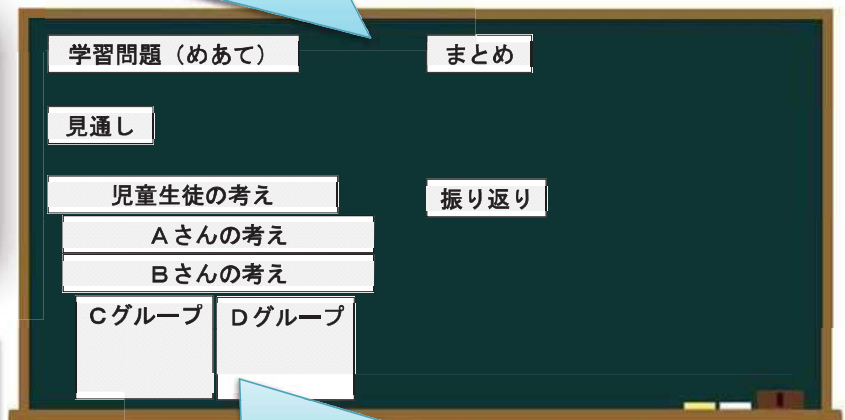 学習問題（めあて）
見通し
児童生徒の考え
Ａさんの考え
Ｂさんの考え
Ｃグループ
Ｄグループ
まとめ
振り返り